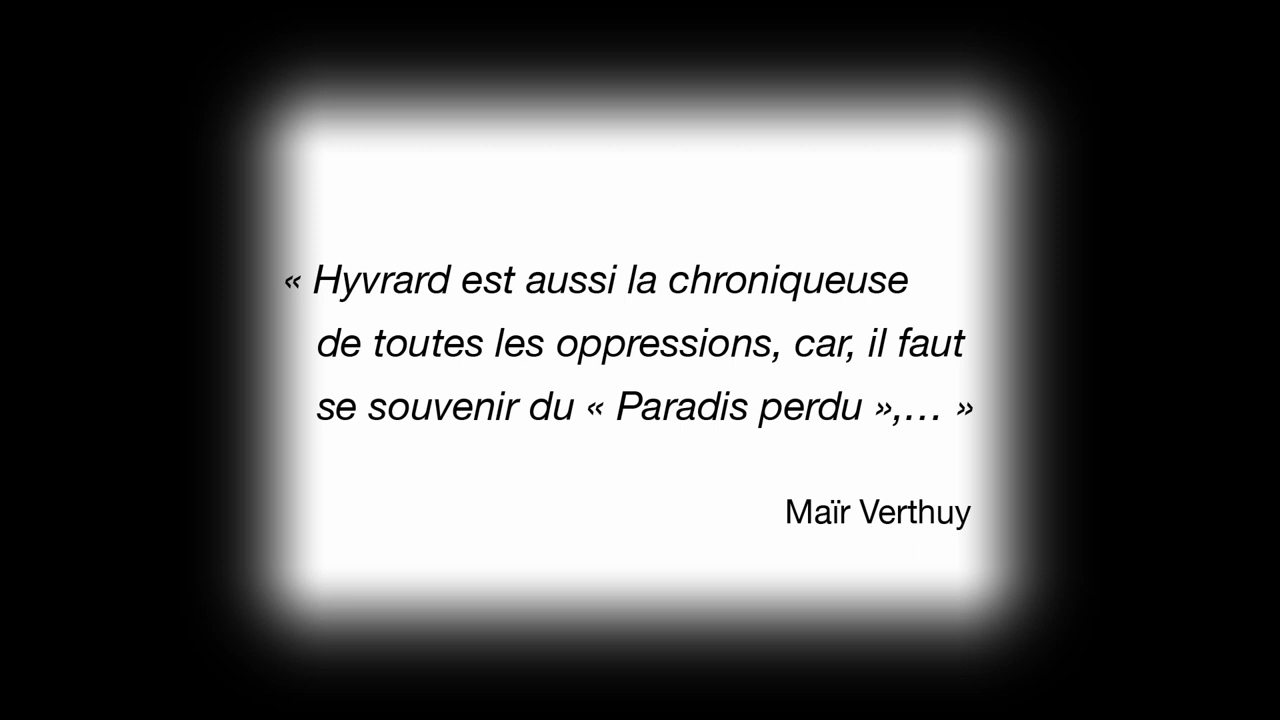 « Hyvrard est aussi la chroniqueuse
de toutes les oppressions, car, il faut
se souvenir du « Paradis perdu »,… »
Maïr Verthuy